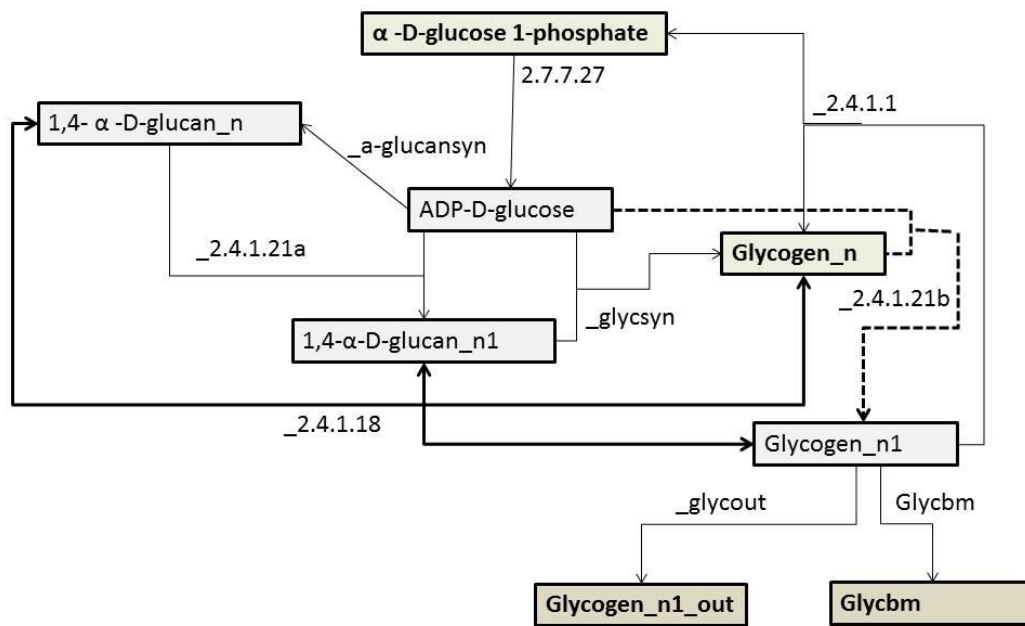 α -D-glucose 1-phosphate
2.7.7.27
_2.4.1.1
1,4- α -D-glucan_n
_a-glucansyn
ADP-D-glucose
_2.4.1.21a
Glycogen_n
_2.4.1.21b
_glycsyn
1,4-α-D-glucan_n1
_2.4.1.18
Glycogen_n1
_glycout
Glycbm
Glycogen_n1_out
Glycbm